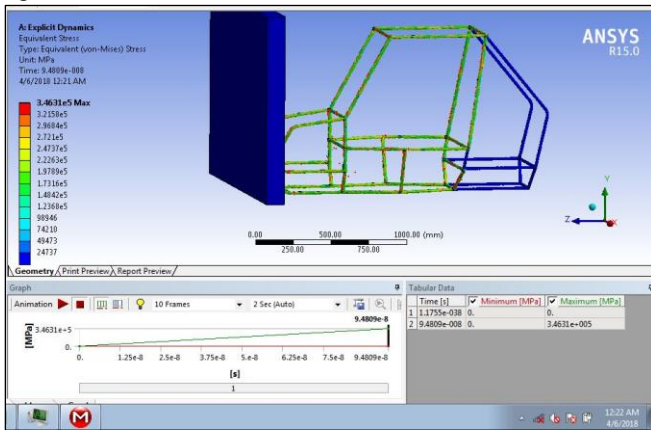 A: Explicit Dynamics
Equivalent Stress
Type: Equivalent (von-Mises) Stress
Unit: MPa
Time: 9.4809e-008
4/6/2018 12:21 AM
3.4631e5 Max
3.2158e5
2.9684e5
2.721e5
2.4737e5
2.2263e5
1.9789e5
1.7316e5
1.4842e5
1.2368e5
98946
74210
49473
24737
ANSYS
R15.0
Y
Z
0.00 500.00 1000.00 (mm)
250.00 750.00
Geometry Print Preview Report Preview
Graph
Animation 10 Frames 2 Sec (Auto)
9.4809e-8
[MPa]
3.4631e+5
0.
0. 1.25e-8 2.5e-8 3.75e-8 5.e-8 6.25e-8 7.5e-8 9.4809e-8
[s]
1
Tabular Data
Time [s] Minimum [MPa] Maximum [MPa]
1 1.1755e-038 0. 0.
2 9.4809e-008 0. 3.4631e+005
12:22 AM
4/6/2018